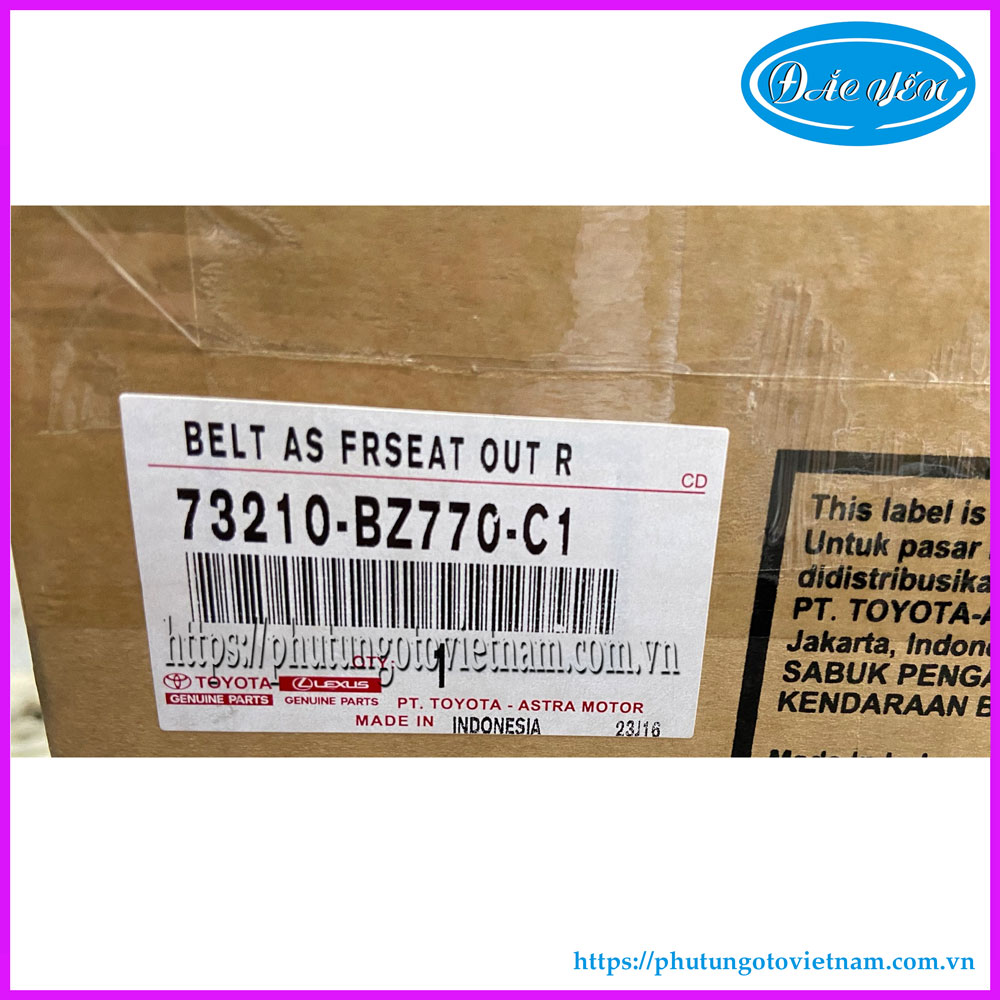 ĐẮC YẾN
BELT AS FRSEAT OUT R
CD
73210-BZ770-C1
https://phutungotovietnam.com.vn
QTY. 1
TOYOTA LEXUS
GENUINE PARTS GENUINE PARTS PT. TOYOTA - ASTRA MOTOR
MADE IN INDONESIA 23/16
This label is
Untuk pasar
didistribusika
PT. TOYOTA-A
Jakarta, Indone
SABUK PENGA
KENDARAAN B
https://phutungotovietnam.com.vn